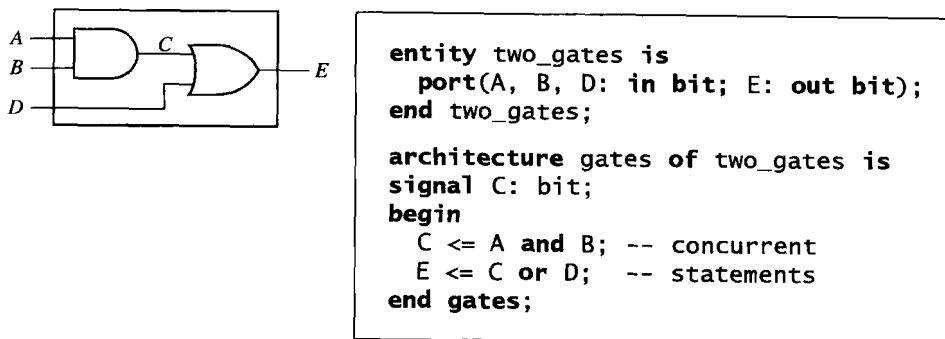 A
B
C
D
E
entity two_gates is
port(A, B, D: in bit; E: out bit);
end two_gates;
architecture gates of two_gates is
signal C: bit;
begin
C <= A and B; -- concurrent
E <= C or D; -- statements
end gates;